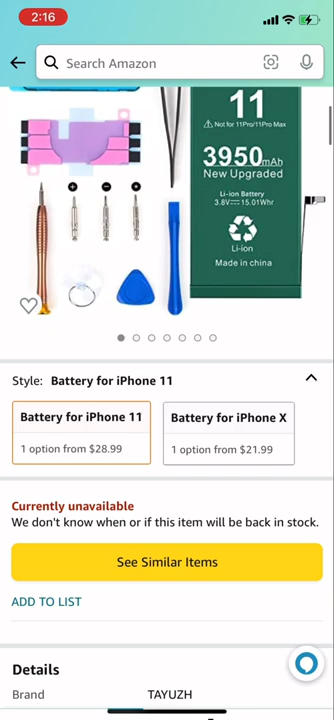 2:16
Search Amazon
11
Not for 11Pro/11Pro Max
3950mAh
New Upgraded
Li-ion Battery
3.8V⎓15.01Whr
Li-ion
Made in china
Style: Battery for iPhone 11
Battery for iPhone 11
1 option from $28.99
Battery for iPhone X
1 option from $21.99
Currently unavailable
We don't know when or if this item will be back in stock.
See Similar Items
ADD TO LIST
Details
Brand TAYUZH